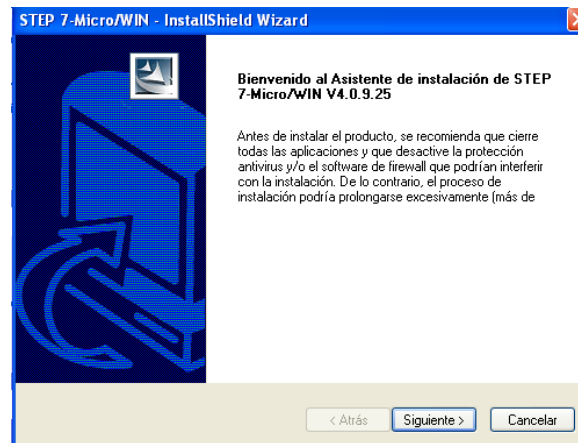 STEP 7-Micro/WIN - InstallShield Wizard
Bienvenido al Asistente de instalación de STEP
7-Micro/WIN V4.0.9.25
Antes de instalar el producto, se recomienda que cierre
todas las aplicaciones y que desactive la protección
antivirus y/o el software de firewall que podrían interferir
con la instalación. De lo contrario, el proceso de
instalación podría prolongarse excesivamente (más de
< Atrás Siguiente > Cancelar